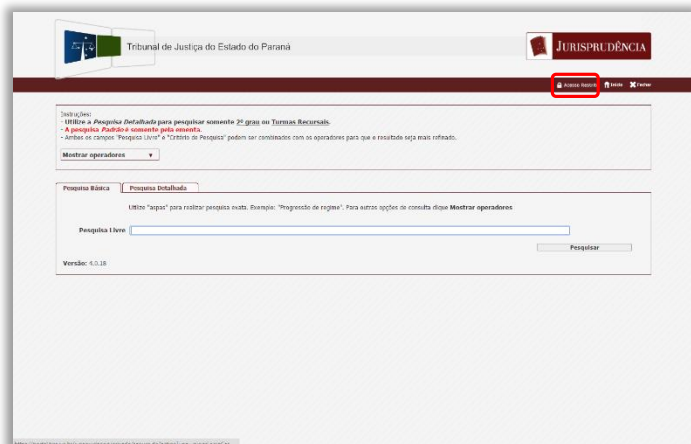 Tribunal de Justiça do Estado do Paraná
JURISPRUDÊNCIA
Acesso Restrito Início Fechar
Instruções:
- Utilize a Pesquisa Detalhada para pesquisar somente 2º grau ou Turmas Recursais.
- A pesquisa Padrão é somente pela ementa.
- Ambos os campos "Pesquisa Livre" e "Critério de Pesquisa" podem ser combinados com os operadores para que o resultado seja mais refinado.
Mostrar operadores
Pesquisa Básica Pesquisa Detalhada
Utilize "aspas" para realizar pesquisa exata. Exemplo: "Progressão de regime". Para outras opções de consulta clique Mostrar operadores
Pesquisa Livre
Pesquisar
Versão: 4.0.18